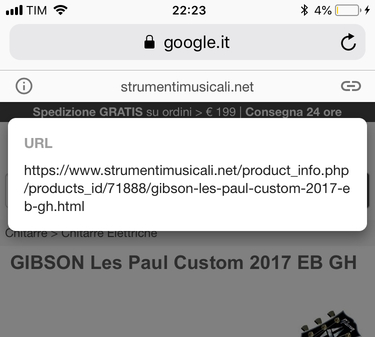 TIM 22:23 4%
google.it
strumentimusicali.net
Spedizione GRATIS su ordini > € 199 | Consegna 24 ore
URL
https://www.strumentimusicali.net/product_info.php
/products_id/71888/gibson-les-paul-custom-2017-e
b-gh.html
Chitarre > Chitarre Elettriche
GIBSON Les Paul Custom 2017 EB GH